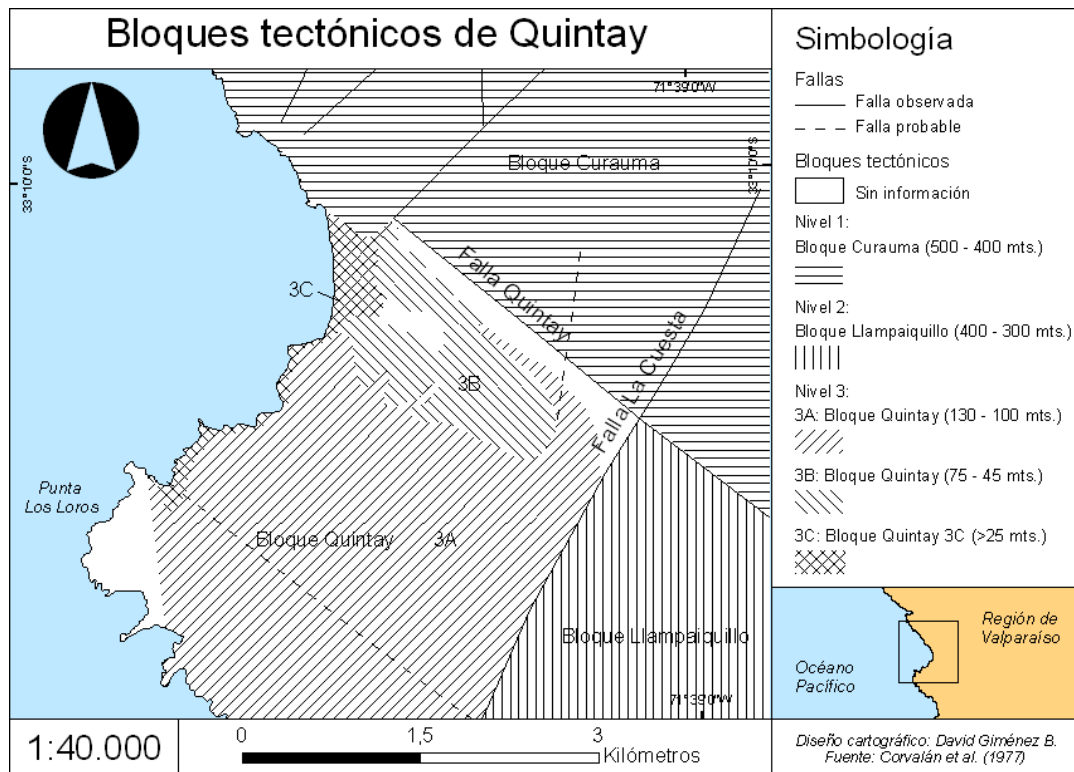 Bloques tectónicos de Quintay
71°39'0"W
33°10'0"S
33°10'0"S
Bloque Curauma
Falla Quintay
3C
Falla La Cuesta
3B
Punta
Los Loros
Bloque Quintay
3A
Bloque Llampaiquillo
71°39'0"W
Simbología
Fallas
Falla observada
Falla probable
Bloques tectónicos
Sin información
Nivel 1:
Bloque Curauma (500 - 400 mts.)
Nivel 2:
Bloque Llampaiquillo (400 - 300 mts.)
Nivel 3:
3A: Bloque Quintay (130 - 100 mts.)
3B: Bloque Quintay (75 - 45 mts.)
3C: Bloque Quintay 3C (>25 mts.)
Región de
Valparaíso
Océano
Pacífico
1:40.000
0 1,5 3
Kilómetros
Diseño cartográfico: David Giménez B.
Fuente: Corvalán et al. (1977)